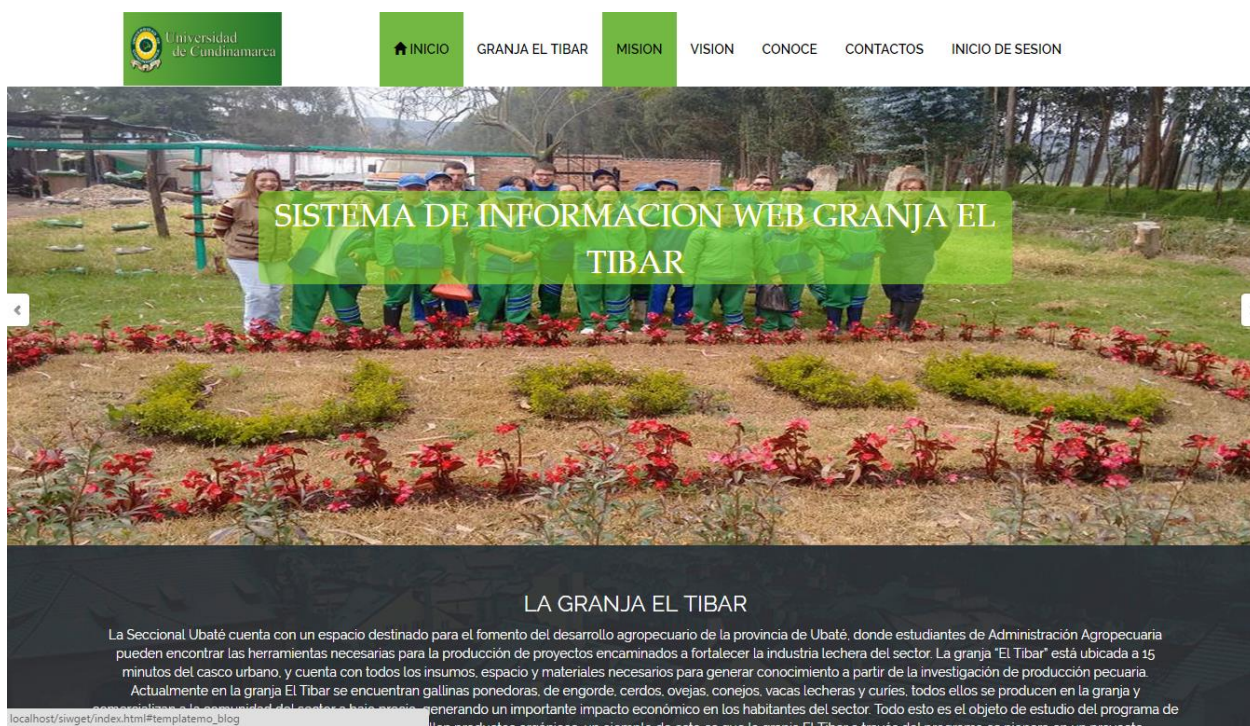 Universidad
de Cundinamarca
INICIO
GRANJA EL TIBAR
MISION
VISION
CONOCE
CONTACTOS
INICIO DE SESION
SISTEMA DE INFORMACION WEB GRANJA EL
TIBAR
U C
LA GRANJA EL TIBAR
La Seccional Ubaté cuenta con un espacio destinado para el fomento del desarrollo agropecuario de la provincia de Ubaté, donde estudiantes de Administración Agropecuaria
pueden encontrar las herramientas necesarias para la producción de proyectos encaminados a fortalecer la industria lechera del sector. La granja "El Tibar" está ubicada a 15
minutos del casco urbano, y cuenta con todos los insumos, espacio y materiales necesarios para generar conocimiento a partir de la investigación de producción pecuaria.
Actualmente en la granja El Tibar se encuentran gallinas ponedoras, de engorde, cerdos, ovejas, conejos, vacas lecheras y curíes, todos ellos se producen en la granja y
comercializan a la comunidad del sector a bajo precio, generando un importante impacto económico en los habitantes del sector. Todo esto es el objeto de estudio del programa de
localhost/siwget/index.html#templatemo_blog